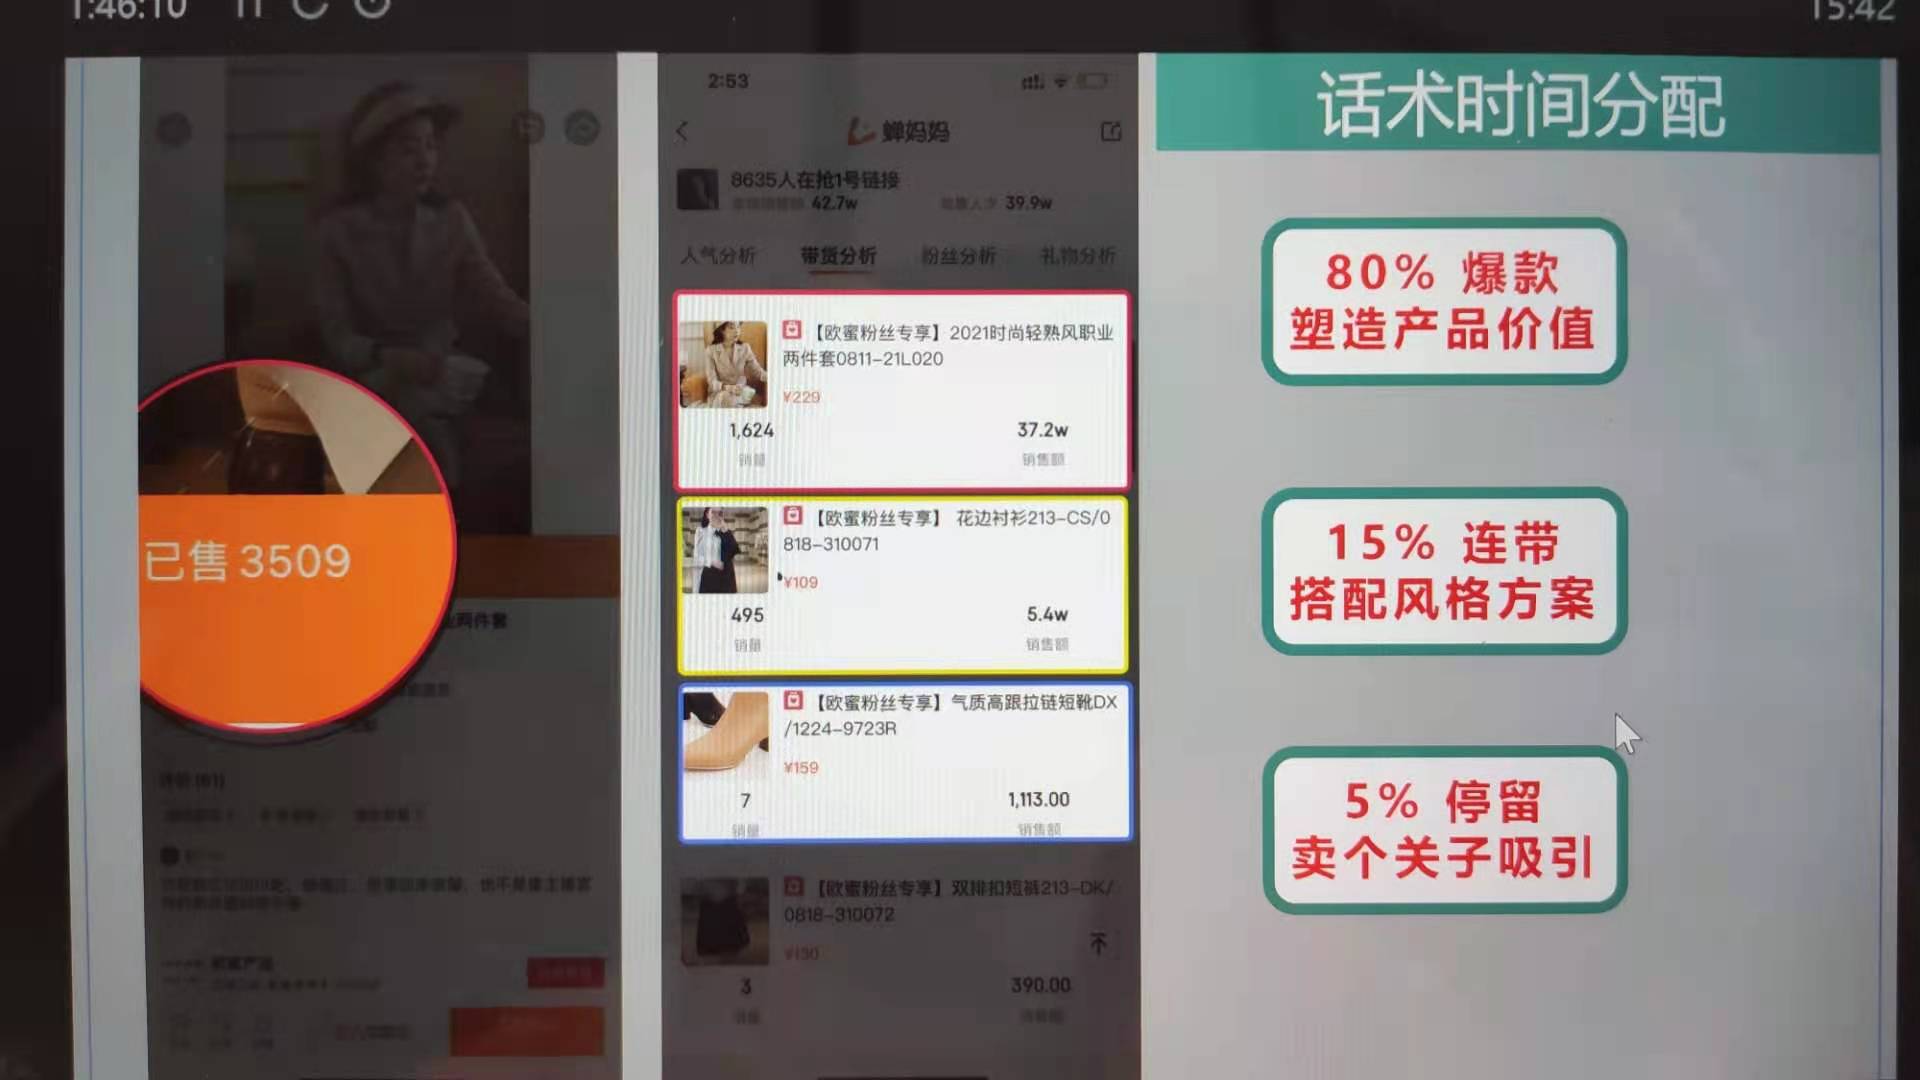 1:46:10
15:42
已售 3509
两件套
2:53
蝉妈妈
8635人在抢1号链接
42.7w
39.9w
人气分析 带货分析 粉丝分析 礼物分析
【欧蜜粉丝专享】2021时尚轻熟风职业
两件套0811-21L020
¥229
1,624 37.2w
销量 销售额
【欧蜜粉丝专享】 花边衬衫213-CS/0
818-310071
¥109
495 5.4w
销量 销售额
【欧蜜粉丝专享】气质高跟拉链短靴DX
/1224-9723R
¥159
7 1,113.00
销量 销售额
【欧蜜粉丝专享】双排扣短裤213-DK/
0818-310072
¥130
3 390.00
话术时间分配
80% 爆款
塑造产品价值
15% 连带
搭配风格方案
5% 停留
卖个关子吸引